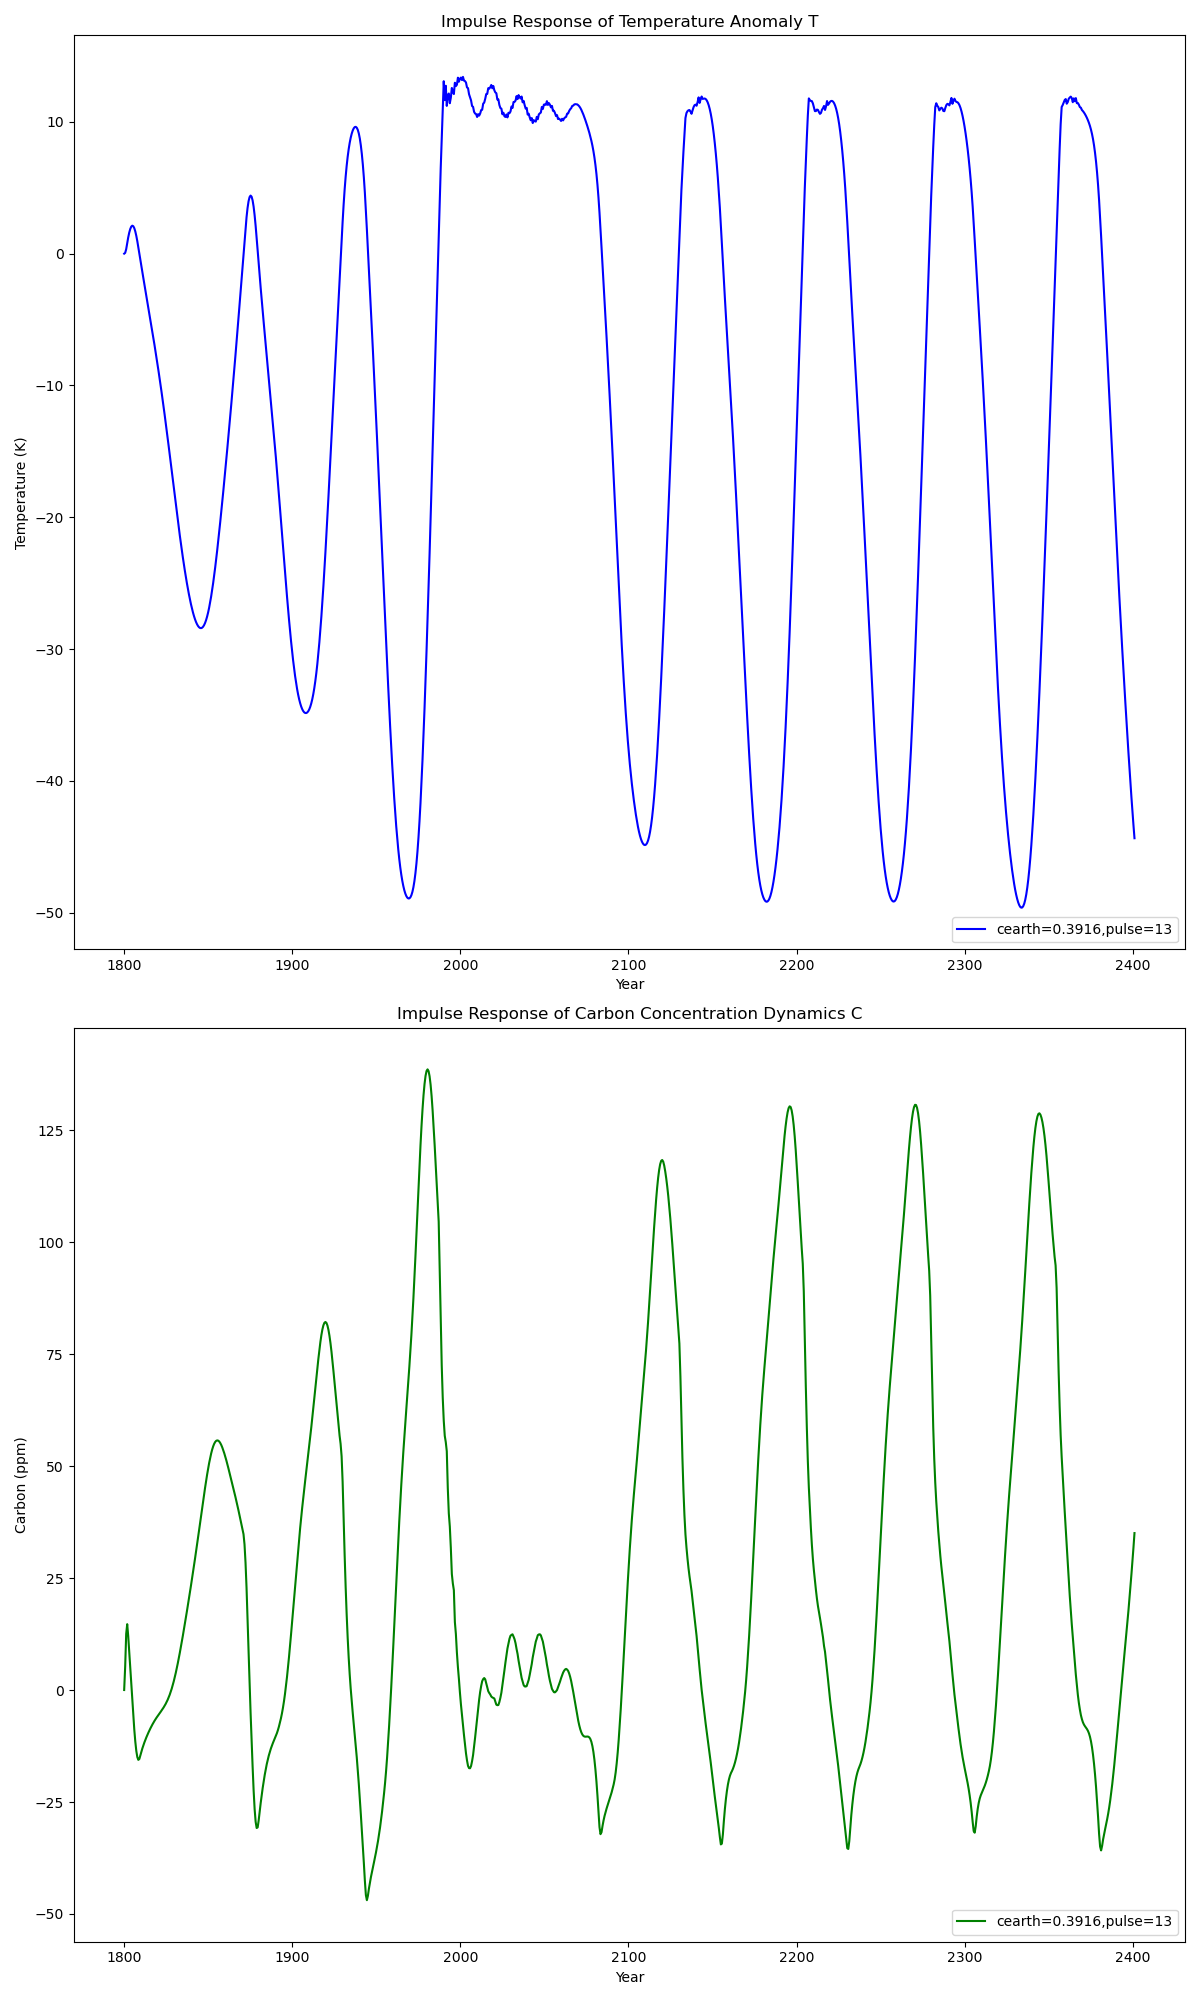 Impulse Response of Temperature Anomaly T
Temperature (K)
10
0
−10
−20
−30
−40
−50
cearth=0.3916,pulse=13
1800 1900 2000 2100 2200 2300 2400
Year
Impulse Response of Carbon Concentration Dynamics C
Carbon (ppm)
125
100
75
50
25
0
−25
−50
cearth=0.3916,pulse=13
1800 1900 2000 2100 2200 2300 2400
Year